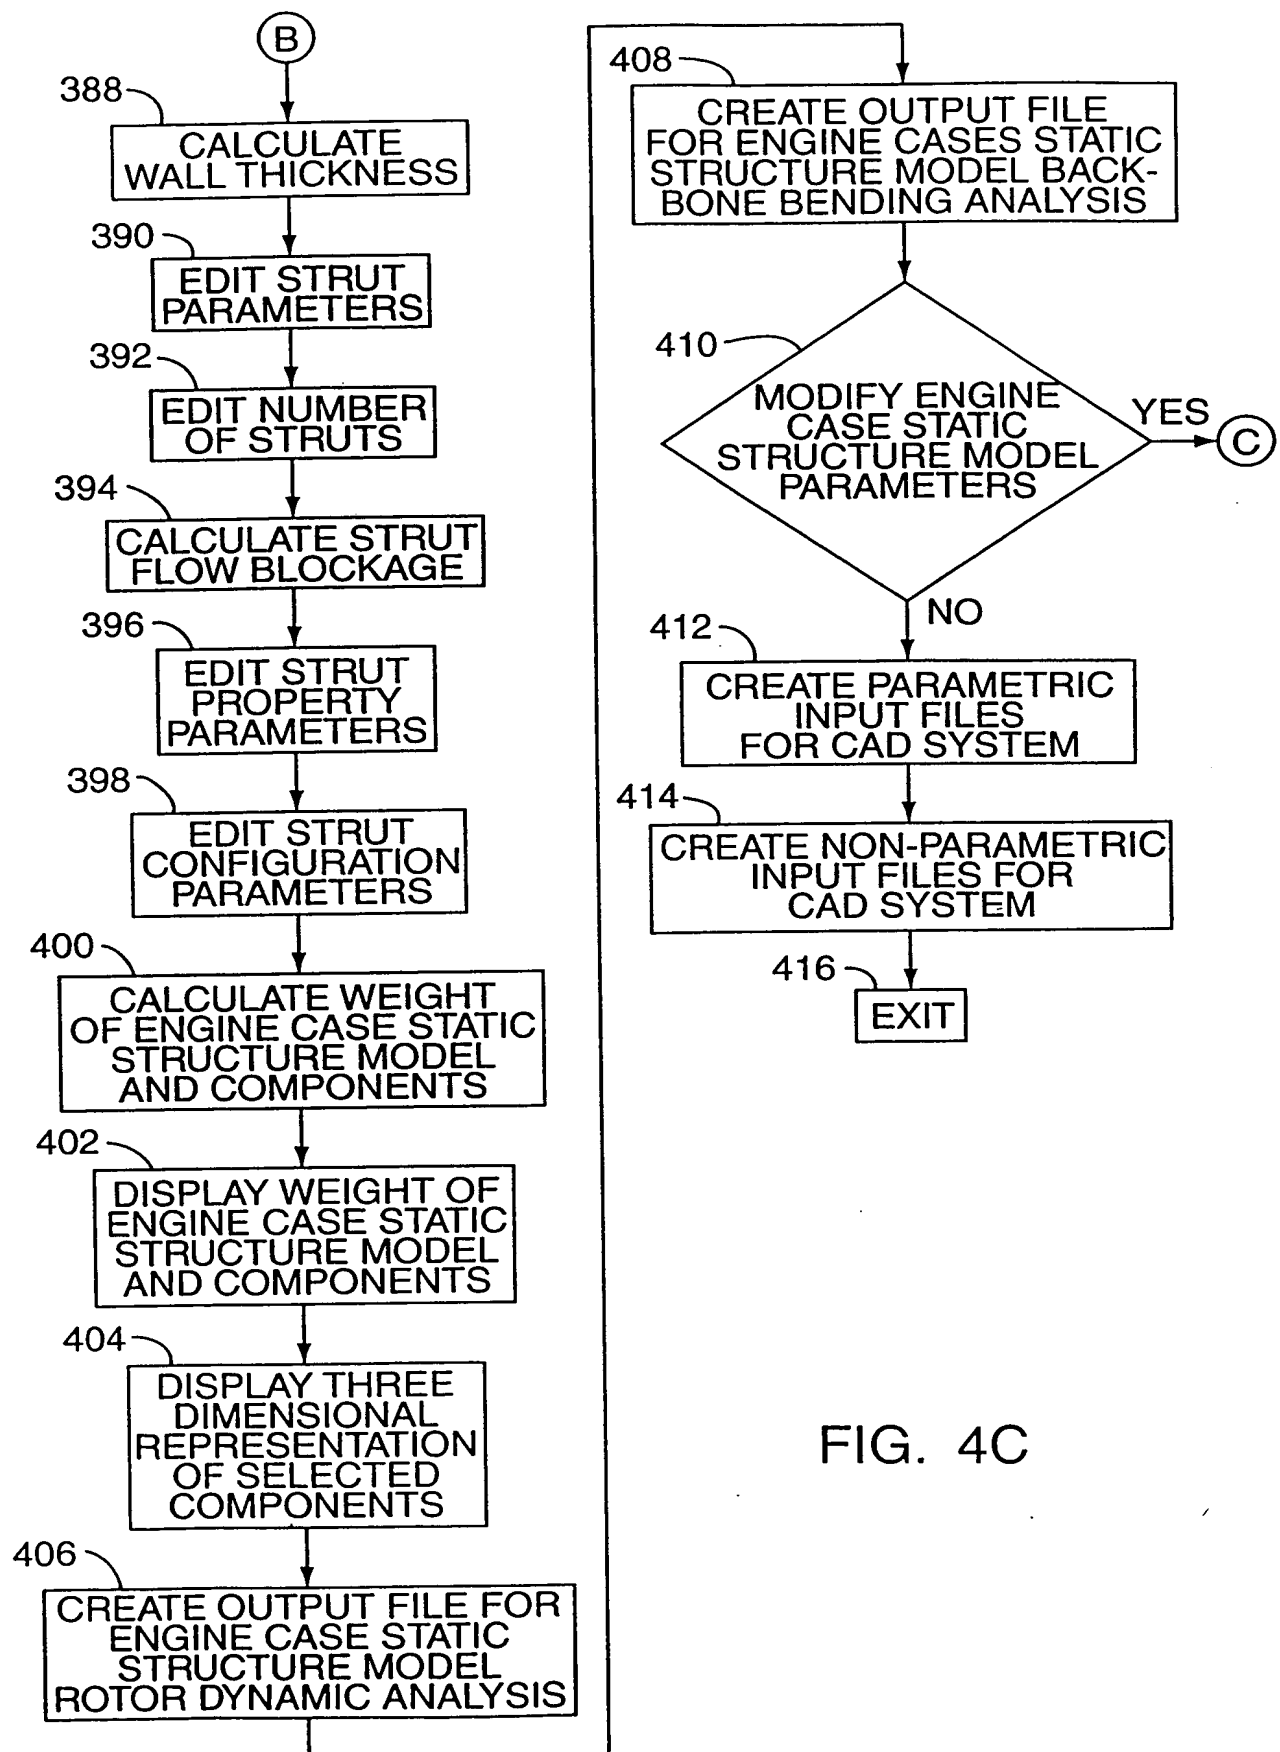 B
388
CALCULATE
WALL THICKNESS
390
EDIT STRUT
PARAMETERS
392
EDIT NUMBER
OF STRUTS
394
CALCULATE STRUT
FLOW BLOCKAGE
396
EDIT STRUT
PROPERTY
PARAMETERS
398
EDIT STRUT
CONFIGURATION
PARAMETERS
400
CALCULATE WEIGHT
OF ENGINE CASE STATIC
STRUCTURE MODEL
AND COMPONENTS
402
DISPLAY WEIGHT OF
ENGINE CASE STATIC
STRUCTURE MODEL
AND COMPONENTS
404
DISPLAY THREE
DIMENSIONAL
REPRESENTATION
OF SELECTED
COMPONENTS
406
CREATE OUTPUT FILE FOR
ENGINE CASE STATIC
STRUCTURE MODEL
ROTOR DYNAMIC ANALYSIS
408
CREATE OUTPUT FILE
FOR ENGINE CASES STATIC
STRUCTURE MODEL BACK-
BONE BENDING ANALYSIS
410
MODIFY ENGINE
CASE STATIC
STRUCTURE MODEL
PARAMETERS
YES
C
NO
412
CREATE PARAMETRIC
INPUT FILES
FOR CAD SYSTEM
414
CREATE NON-PARAMETRIC
INPUT FILES FOR
CAD SYSTEM
416
EXIT
FIG. 4C